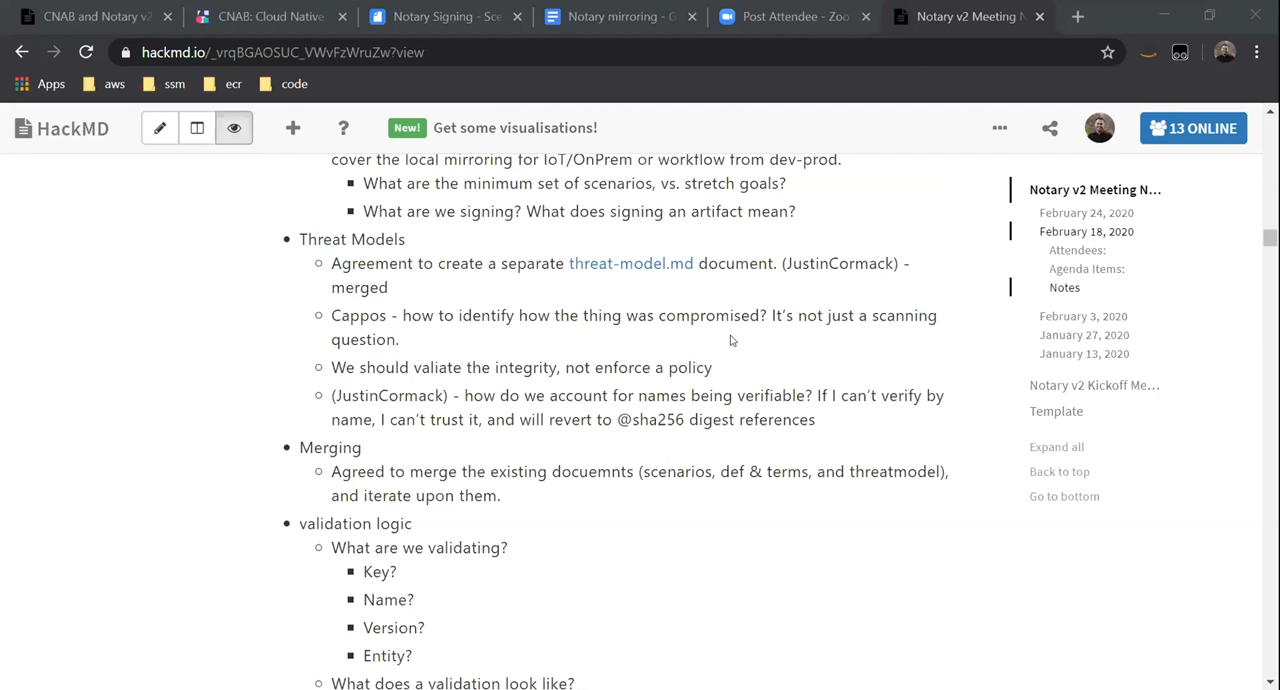 CNAB and Notary v2
CNAB: Cloud Native
Notary Signing - Sce
Notary mirroring - G
Post Attendee - Zoo
Notary v2 Meeting N
hackmd.io/_vrqBGAOSUC_VWvFzWruZw?view
Apps
aws
ssm
ecr
code
HackMD
New!
Get some visualisations!
13 ONLINE
cover the local mirroring for IoT/OnPrem or workflow from dev-prod.
What are the minimum set of scenarios, vs. stretch goals?
What are we signing? What does signing an artifact mean?
Threat Models
Agreement to create a separate threat-model.md document. (JustinCormack) -
merged
Cappos - how to identify how the thing was compromised? It's not just a scanning
question.
We should valiate the integrity, not enforce a policy
(JustinCormack) - how do we account for names being verifiable? If I can't verify by
name, I can't trust it, and will revert to @sha256 digest references
Merging
Agreed to merge the existing docuemnts (scenarios, def & terms, and threatmodel),
and iterate upon them.
validation logic
What are we validating?
Key?
Name?
Version?
Entity?
What does a validation look like?
Notary v2 Meeting N...
February 24, 2020
February 18, 2020
Attendees:
Agenda Items:
Notes
February 3, 2020
January 27, 2020
January 13, 2020
Notary v2 Kickoff Me...
Template
Expand all
Back to top
Go to bottom